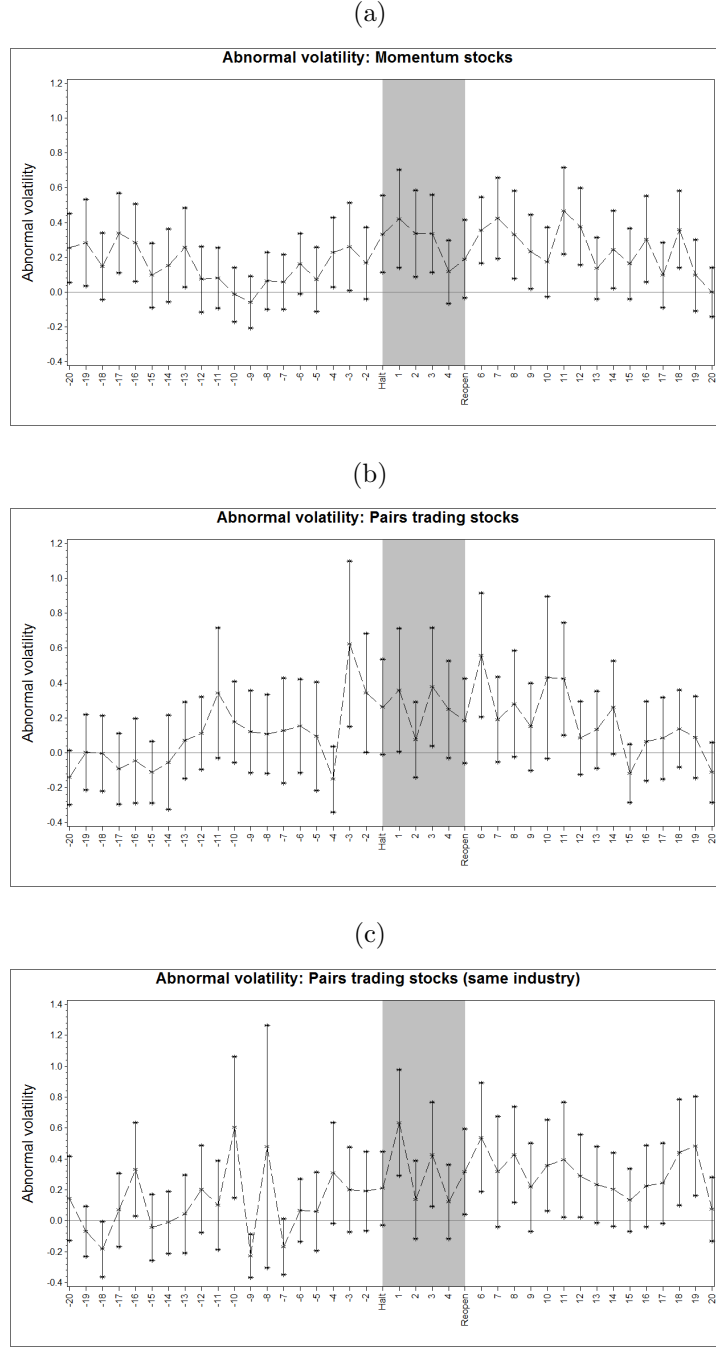 (a)
Abnormal volatility: Momentum stocks
Abnormal volatility
1.2
1.0
0.8
0.6
0.4
0.2
0.0
-0.2
-0.4
-20 -19 -18 -17 -16 -15 -14 -13 -12 -11 -10 -9 -8 -7 -6 -5 -4 -3 -2 Halt 1 2 3 4 Reopen 6 7 8 9 10 11 12 13 14 15 16 17 18 19 20
(b)
Abnormal volatility: Pairs trading stocks
Abnormal volatility
1.2
1.0
0.8
0.6
0.4
0.2
0.0
-0.2
-0.4
-20 -19 -18 -17 -16 -15 -14 -13 -12 -11 -10 -9 -8 -7 -6 -5 -4 -3 -2 Halt 1 2 3 4 Reopen 6 7 8 9 10 11 12 13 14 15 16 17 18 19 20
(c)
Abnormal volatility: Pairs trading stocks (same industry)
Abnormal volatility
1.4
1.2
1.0
0.8
0.6
0.4
0.2
0.0
-0.2
-0.4
-20 -19 -18 -17 -16 -15 -14 -13 -12 -11 -10 -9 -8 -7 -6 -5 -4 -3 -2 Halt 1 2 3 4 Reopen 6 7 8 9 10 11 12 13 14 15 16 17 18 19 20